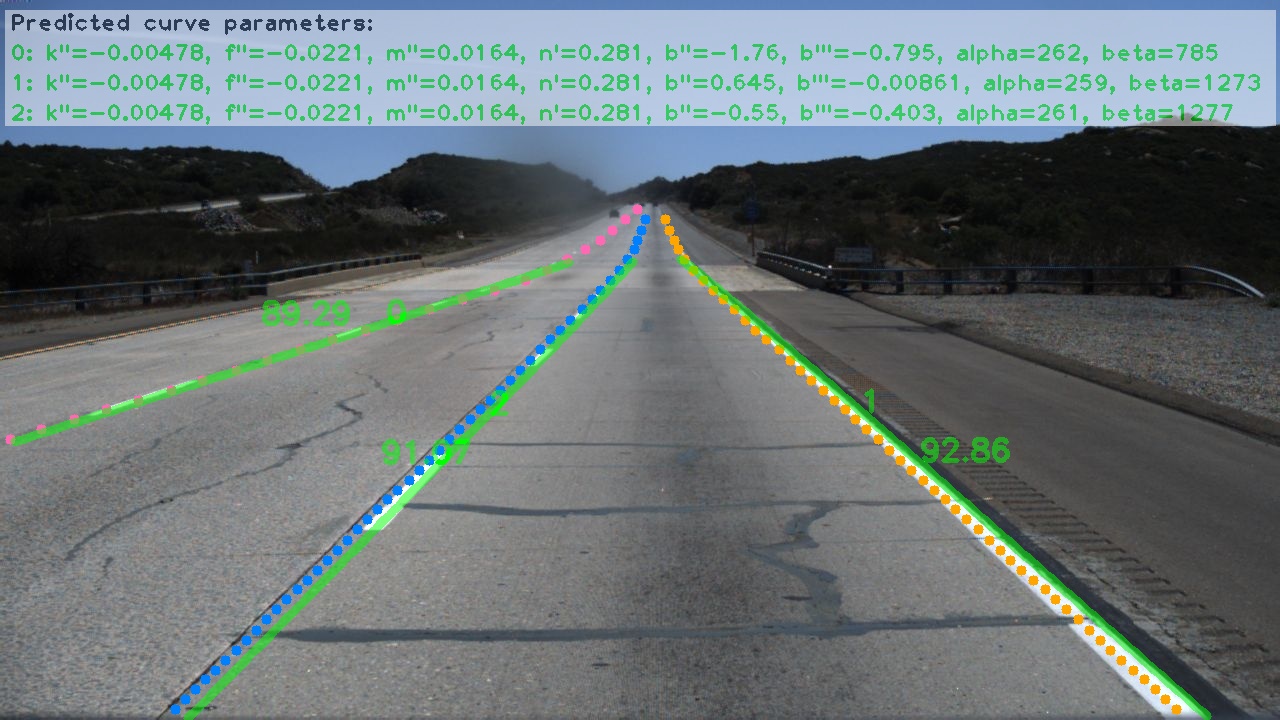 Predicted curve parameters:
0: k''=-0.00478, f''=-0.0221, m''=0.0164, n'=0.281, b''=-1.76, b'''=-0.795, alpha=262, beta=785
1: k''=-0.00478, f''=-0.0221, m''=0.0164, n'=0.281, b''=0.645, b'''=-0.00861, alpha=259, beta=1273
2: k''=-0.00478, f''=-0.0221, m''=0.0164, n'=0.281, b''=-0.55, b'''=-0.403, alpha=261, beta=1277
89.29 0
1
92.86